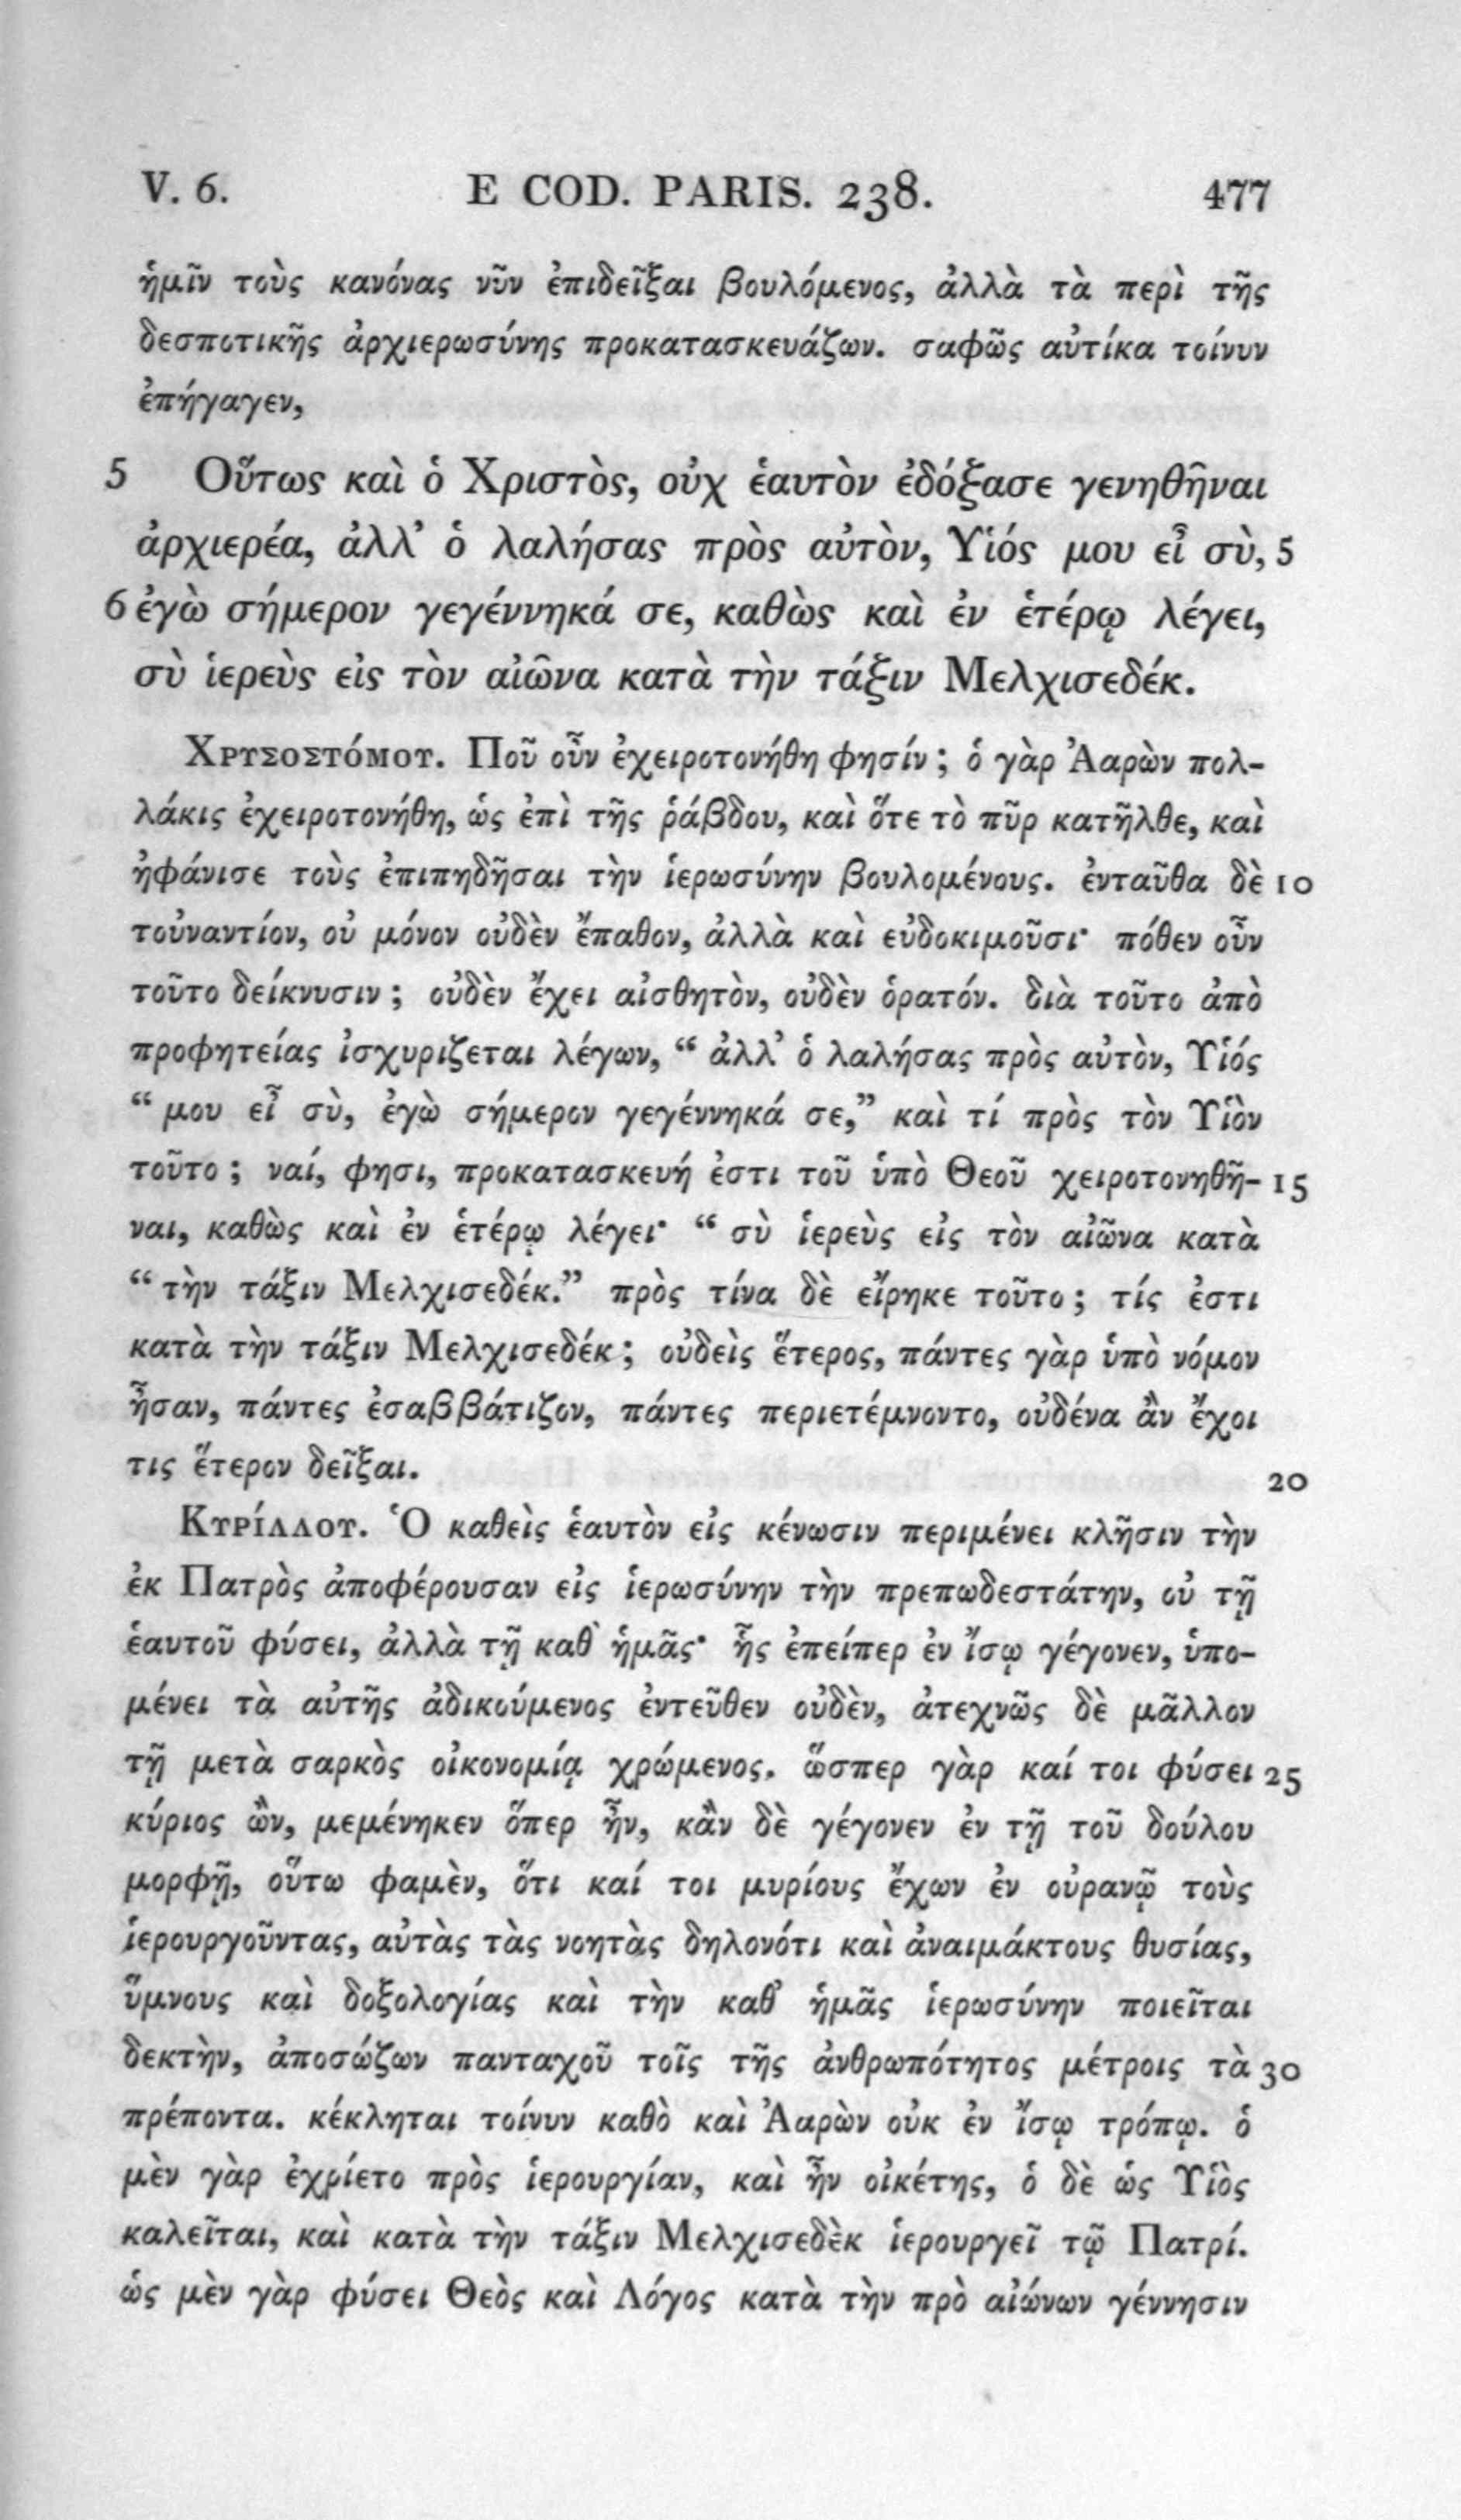 V. 6. E COD. PARIS. 238. 477
ἡμῖν τοὺς κανόνας νῦν ἐπιδεῖξαι βουλόμενος, ἀλλὰ τὰ περὶ τῆς
δεσποτικῆς ἀρχιερωσύνης προκατασκευάζων. σαφῶς αὐτίκα τοίνυν
ἐπήγαγεν,
5 Οὕτως καὶ ὁ Χριστὸς, οὐχ ἑαυτὸν ἐδόξασε γενηθῆναι
ἀρχιερέα, ἀλλ’ ὁ λαλήσας πρὸς αὐτὸν, Υἱός μου εἶ σὺ, 5
6 ἐγὼ σήμερον γεγέννηκά σε, καθὼς καὶ ἐν ἑτέρῳ λέγει,
σὺ ἱερεὺς εἰς τὸν αἰῶνα κατὰ τὴν τάξιν Μελχισεδέκ.
ΧΡΥΣΟΣΤΌΜΟΥ. Ποῦ οὖν ἐχειροτονήθη φησίν; ὁ γὰρ Ἀαρὼν πολ-
λάκις ἐχειροτονήθη, ὡς ἐπὶ τῆς ῥάβδου, καὶ ὅτε τὸ πῦρ κατῆλθε, καὶ
ἠφάνισε τοὺς ἐπιπηδῆσαι τὴν ἱερωσύνην βουλομένους. ἐνταῦθα δὲ 10
τοὐναντίον, οὐ μόνον οὐδὲν ἔπαθον, ἀλλὰ καὶ εὐδοκιμοῦσι· πόθεν οὖν
τοῦτο δείκνυσιν; οὐδὲν ἔχει αἰσθητὸν, οὐδὲν ὁρατόν. διὰ τοῦτο ἀπὸ
προφητείας ἰσχυρίζεται λέγων, “ ἀλλ’ ὁ λαλήσας πρὸς αὐτὸν, Υἱός
“ μου εἶ σὺ, ἐγὼ σήμερον γεγέννηκά σε,” καὶ τί πρὸς τὸν Υἱὸν
τοῦτο; ναί, φησι, προκατασκευή ἐστι τοῦ ὑπὸ Θεοῦ χειροτονηθῆ- 15
ναι, καθὼς καὶ ἐν ἑτέρῳ λέγει· “ σὺ ἱερεὺς εἰς τὸν αἰῶνα κατὰ
“ τὴν τάξιν Μελχισεδέκ.” πρὸς τίνα δὲ εἴρηκε τοῦτο; τίς ἐστι
κατὰ τὴν τάξιν Μελχισεδέκ; οὐδεὶς ἕτερος, πάντες γὰρ ὑπὸ νόμον
ἦσαν, πάντες ἐσαββάτιζον, πάντες περιετέμνοντο, οὐδένα ἂν ἔχοι
τις ἕτερον δεῖξαι. 20
ΚΥΡΊΛΛΟΥ. Ὁ καθεὶς ἑαυτὸν εἰς κένωσιν περιμένει κλῆσιν τὴν
ἐκ Πατρὸς ἀποφέρουσαν εἰς ἱερωσύνην τὴν πρεπωδεστάτην, οὐ τῇ
ἑαυτοῦ φύσει, ἀλλὰ τῇ καθ’ ἡμᾶς· ἧς ἐπείπερ ἐν ἴσῳ γέγονεν, ὑπο-
μένει τὰ αὐτῆς ἀδικούμενος ἐντεῦθεν οὐδὲν, ἀτεχνῶς δὲ μᾶλλον
τῇ μετὰ σαρκὸς οἰκονομίᾳ χρώμενος. ὥσπερ γὰρ καί τοι φύσει 25
κύριος ὢν, μεμένηκεν ὅπερ ἦν, κἂν δὲ γέγονεν ἐν τῇ τοῦ δούλου
μορφῇ, οὕτω φαμὲν, ὅτι καί τοι μυρίους ἔχων ἐν οὐρανῷ τοὺς
ἱερουργοῦντας, αὐτὰς τὰς νοητὰς δηλονότι καὶ ἀναιμάκτους θυσίας,
ὕμνους καὶ δοξολογίας καὶ τὴν καθ’ ἡμᾶς ἱερωσύνην ποιεῖται
δεκτὴν, ἀποσώζων πανταχοῦ τοῖς τῆς ἀνθρωπότητος μέτροις τὰ 30
πρέποντα. κέκληται τοίνυν καθὸ καὶ Ἀαρὼν οὐκ ἐν ἴσῳ τρόπῳ. ὁ
μὲν γὰρ ἐχρίετο πρὸς ἱερουργίαν, καὶ ἦν οἰκέτης, ὁ δὲ ὡς Υἱὸς
καλεῖται, καὶ κατὰ τὴν τάξιν Μελχισεδὲκ ἱερουργεῖ τῷ Πατρί.
ὡς μὲν γὰρ φύσει Θεὸς καὶ Λόγος κατὰ τὴν πρὸ αἰώνων γέννησιν